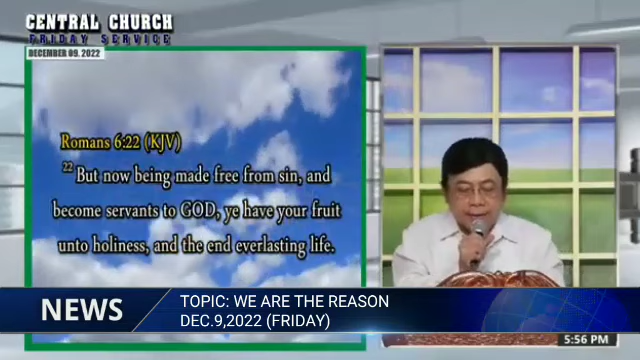 CENTRAL CHURCH
FRIDAY SERVICE
DECEMBER 09, 2022
Romans 6:22 (KJV)
22 But now being made free from sin, and
become servants to GOD, ye have your fruit
unto holiness, and the end everlasting life.
NEWS
TOPIC: WE ARE THE REASON
DEC.9,2022 (FRIDAY)
5:56 PM